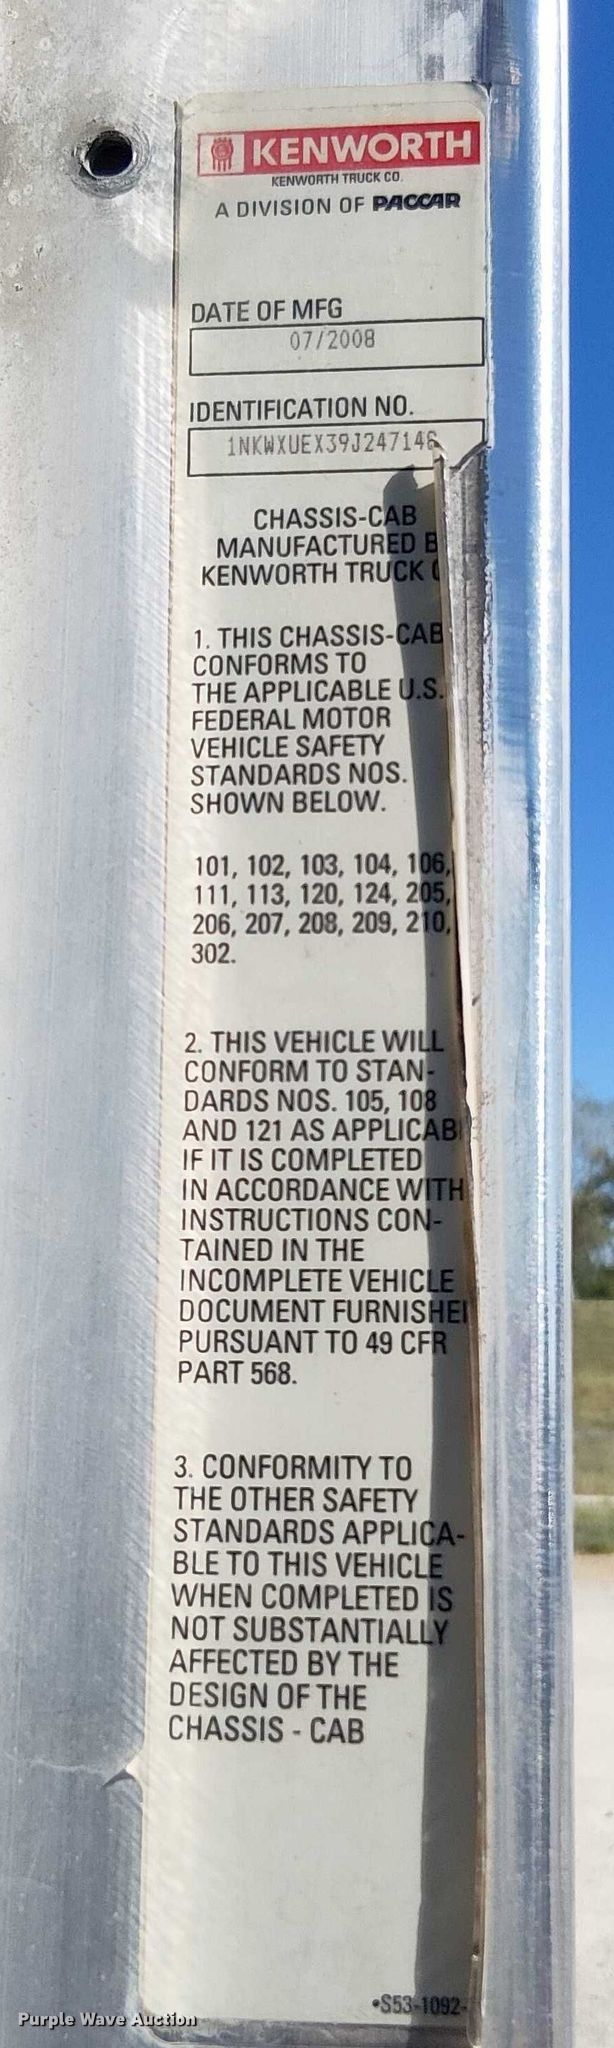 KENWORTH
KENWORTH TRUCK CO.
A DIVISION OF PACCAR
DATE OF MFG
07/2008
IDENTIFICATION NO.
1NKWXUEX39J247146
CHASSIS-CAB
MANUFACTURED B
KENWORTH TRUCK
1. THIS CHASSIS-CAB
CONFORMS TO
THE APPLICABLE U.S.
FEDERAL MOTOR
VEHICLE SAFETY
STANDARDS NOS.
SHOWN BELOW.
101, 102, 103, 104, 106,
111, 113, 120, 124, 205,
206, 207, 208, 209, 210,
302.
2. THIS VEHICLE WILL
CONFORM TO STAN-
DARDS NOS. 105, 108
AND 121 AS APPLICAB
IF IT IS COMPLETED
IN ACCORDANCE WITH
INSTRUCTIONS CON-
TAINED IN THE
INCOMPLETE VEHICLE
DOCUMENT FURNISHE
PURSUANT TO 49 CFR
PART 568.
3. CONFORMITY TO
THE OTHER SAFETY
STANDARDS APPLICA-
BLE TO THIS VEHICLE
WHEN COMPLETED IS
NOT SUBSTANTIALLY
AFFECTED BY THE
DESIGN OF THE
CHASSIS - CAB
•S53-1092-
Purple Wave Auction